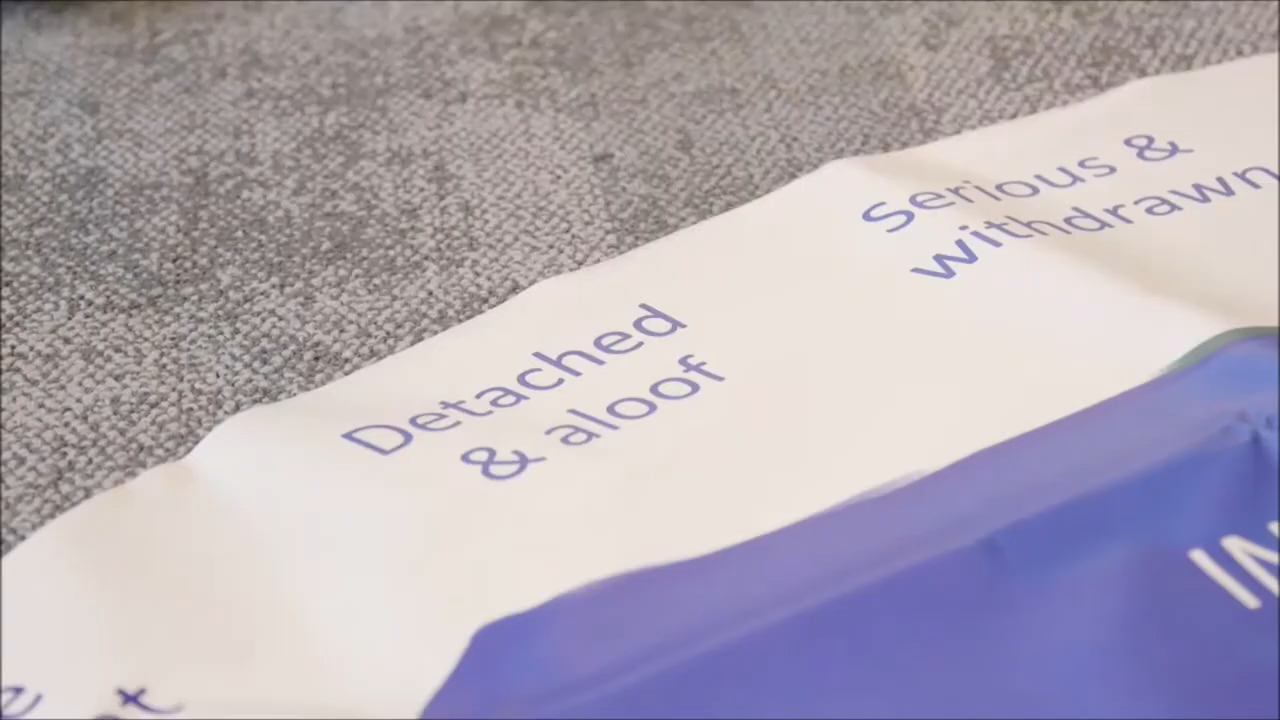 Serious &
withdrawn
Detached
& aloof